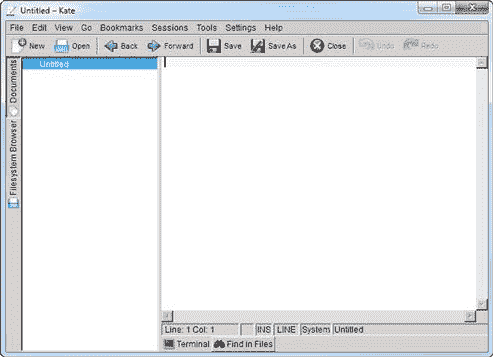 Untitled – Kate
File Edit View Go Bookmarks Sessions Tools Settings Help
New Open Back Forward Save Save As Close Undo Redo
Documents
Filesystem Browser
Untitled
Line: 1 Col: 1 INS LINE System Untitled
Terminal Find in Files